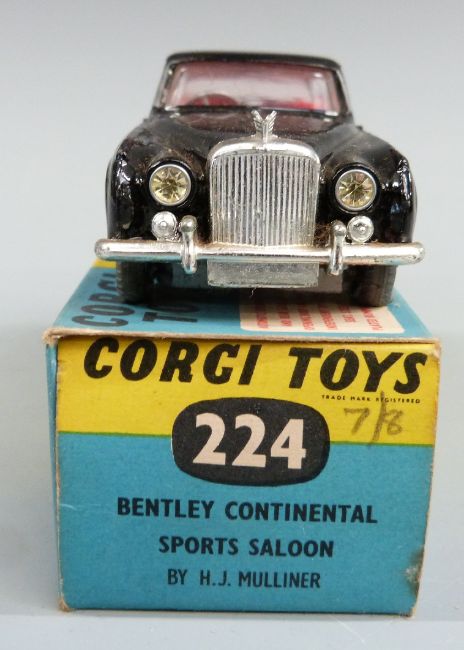 CORGI TOYS
TRADE MARK REGISTERED
7/8
224
BENTLEY CONTINENTAL
SPORTS SALOON
BY H.J. MULLINER